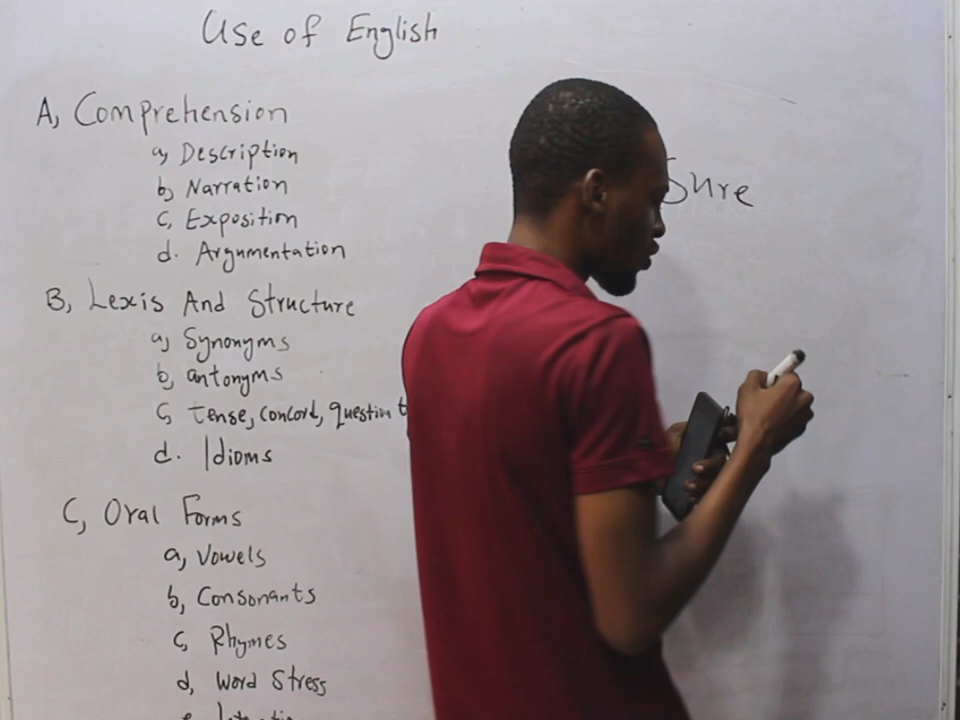 Use of English
A, Comprehension
a, Description
b, Narration
c, Exposition
d. Argumentation
B, Lexis And Structure
a, Synonyms
b, antonyms
c, tense, concord, question
d. Idioms
C, Oral Forms
a, Vowels
b, Consonants
c, Rhymes
d, Word Stress
e,